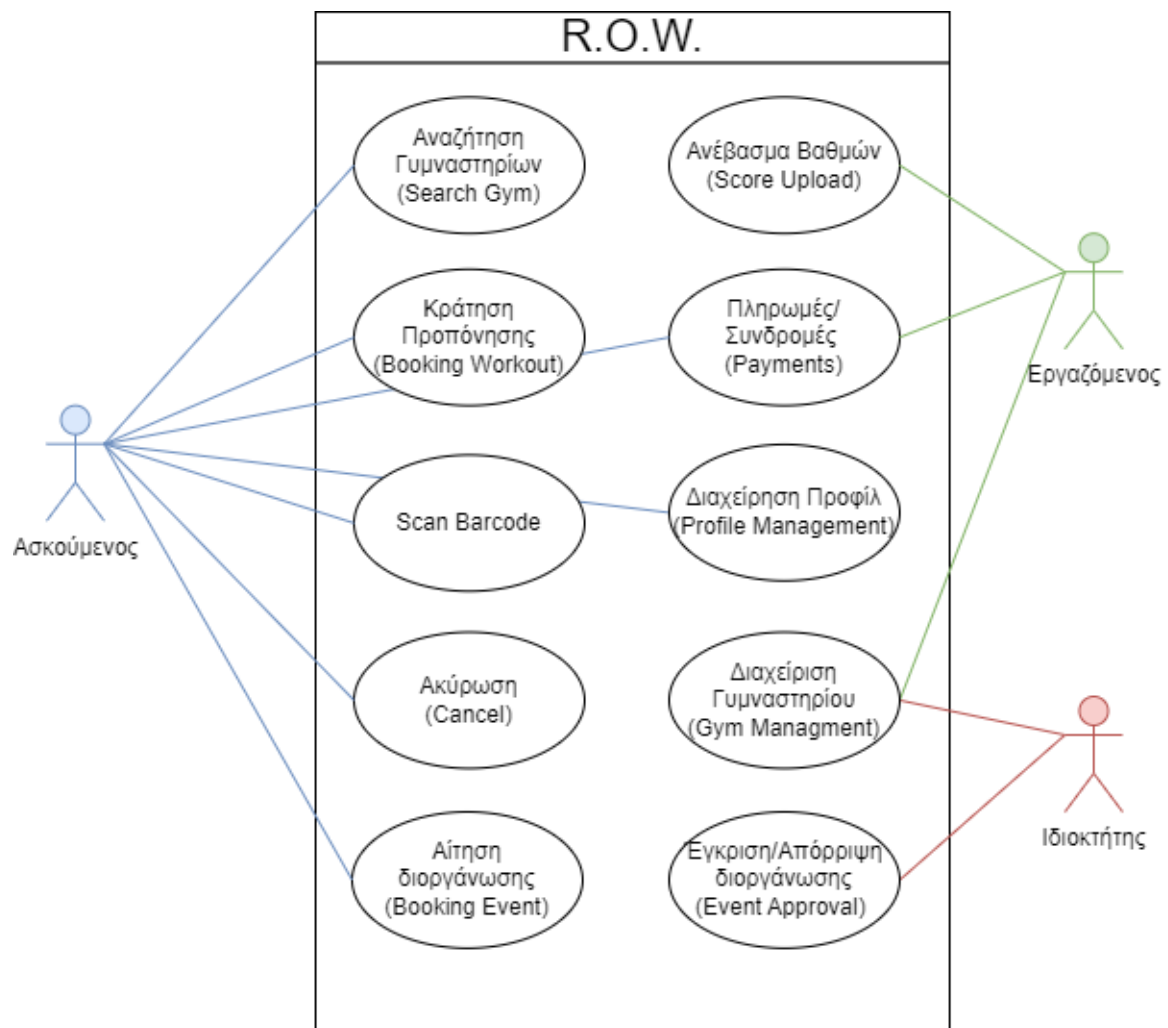 R.O.W.
Αναζήτηση
Γυμναστηρίων
(Search Gym)
Ανέβασμα Βαθμών
(Score Upload)
Κράτηση
Προπόνησης
(Booking Workout)
Πληρωμές/
Συνδρομές
(Payments)
Εργαζόμενος
Ασκούμενος
Scan Barcode
Διαχείρηση Προφίλ
(Profile Management)
Ακύρωση
(Cancel)
Διαχείριση
Γυμναστηρίου
(Gym Managment)
Ιδιοκτήτης
Αίτηση
διοργάνωσης
(Booking Event)
Έγκριση/Απόρριψη
διοργάνωσης
(Event Approval)